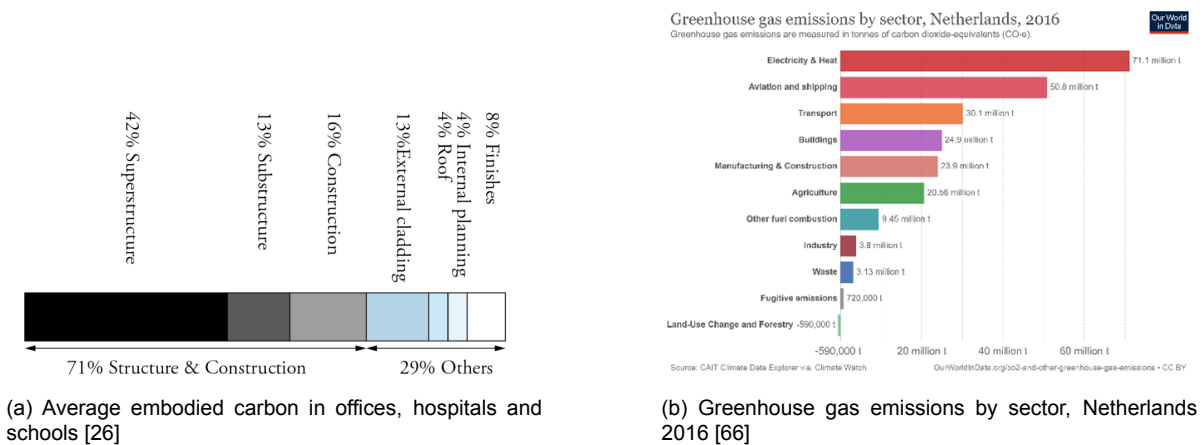 42% Superstructure
13% Substructure
16% Construction
13%External cladding
4% Roof
4% Internal planning
8% Finishes
71% Structure & Construction
29% Others
(a) Average embodied carbon in offices, hospitals and
schools [26]
Greenhouse gas emissions by sector, Netherlands, 2016
Greenhouse gas emissions are measured in tonnes of carbon dioxide-equivalents (CO₂e).
Our World
in Data
Electricity & Heat 71.1 million t
Aviation and shipping 50.8 million t
Transport 30.1 million t
Buildings 24.9 million t
Manufacturing & Construction 23.9 million t
Agriculture 20.56 million t
Other fuel combustion 9.45 million t
Industry 3.8 million t
Waste 3.13 million t
Fugitive emissions 720,000 t
Land-Use Change and Forestry -590,000 t
-590,000 t 20 million t 40 million t 60 million t
Source: CAIT Climate Data Explorer via. Climate Watch OurWorldInData.org/co2-and-other-greenhouse-gas-emissions • CC BY
(b) Greenhouse gas emissions by sector, Netherlands
2016 [66]